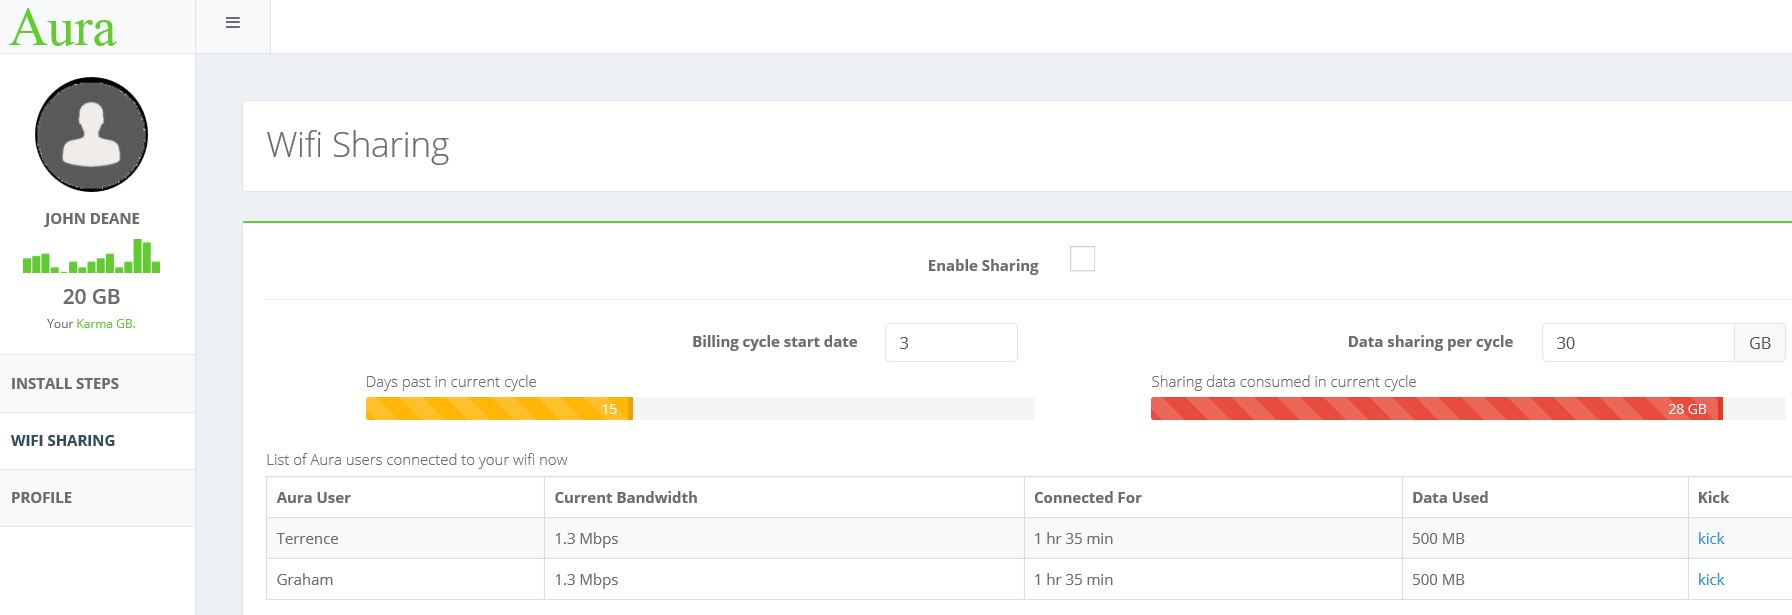 Aura
JOHN DEANE
20 GB
Your Karma GB.
INSTALL STEPS
WIFI SHARING
PROFILE
Wifi Sharing
Enable Sharing
Billing cycle start date 3 Data sharing per cycle 30 GB
Days past in current cycle Sharing data consumed in current cycle
15 28 GB
List of Aura users connected to your wifi now
Aura User Current Bandwidth Connected For Data Used Kick
Terrence 1.3 Mbps 1 hr 35 min 500 MB kick
Graham 1.3 Mbps 1 hr 35 min 500 MB kick